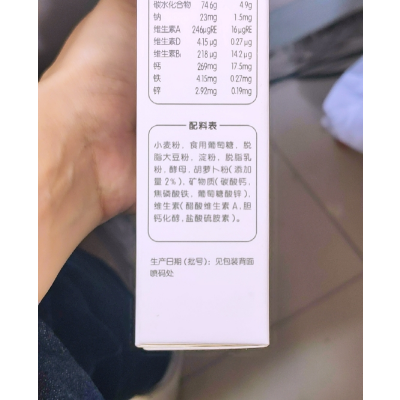 碳水化合物 74.6g 4.9g
钠 23mg 1.5mg
维生素A 246μgRE 16μgRE
维生素D 4.15μg 0.27μg
维生素B₁ 218μg 14.2μg
钙 269mg 17.5mg
铁 4.15mg 0.27mg
锌 2.92mg 0.19mg
配料表
小麦粉、食用葡萄糖、脱
脂大豆粉、淀粉、脱脂乳
粉、酵母、胡萝卜粉(添加
量2%)、矿物质(碳酸钙、
焦磷酸铁、葡萄糖酸锌)、
维生素(醋酸维生素A、胆
钙化醇、盐酸硫胺素)
生产日期(批号):见包装背面
喷码处